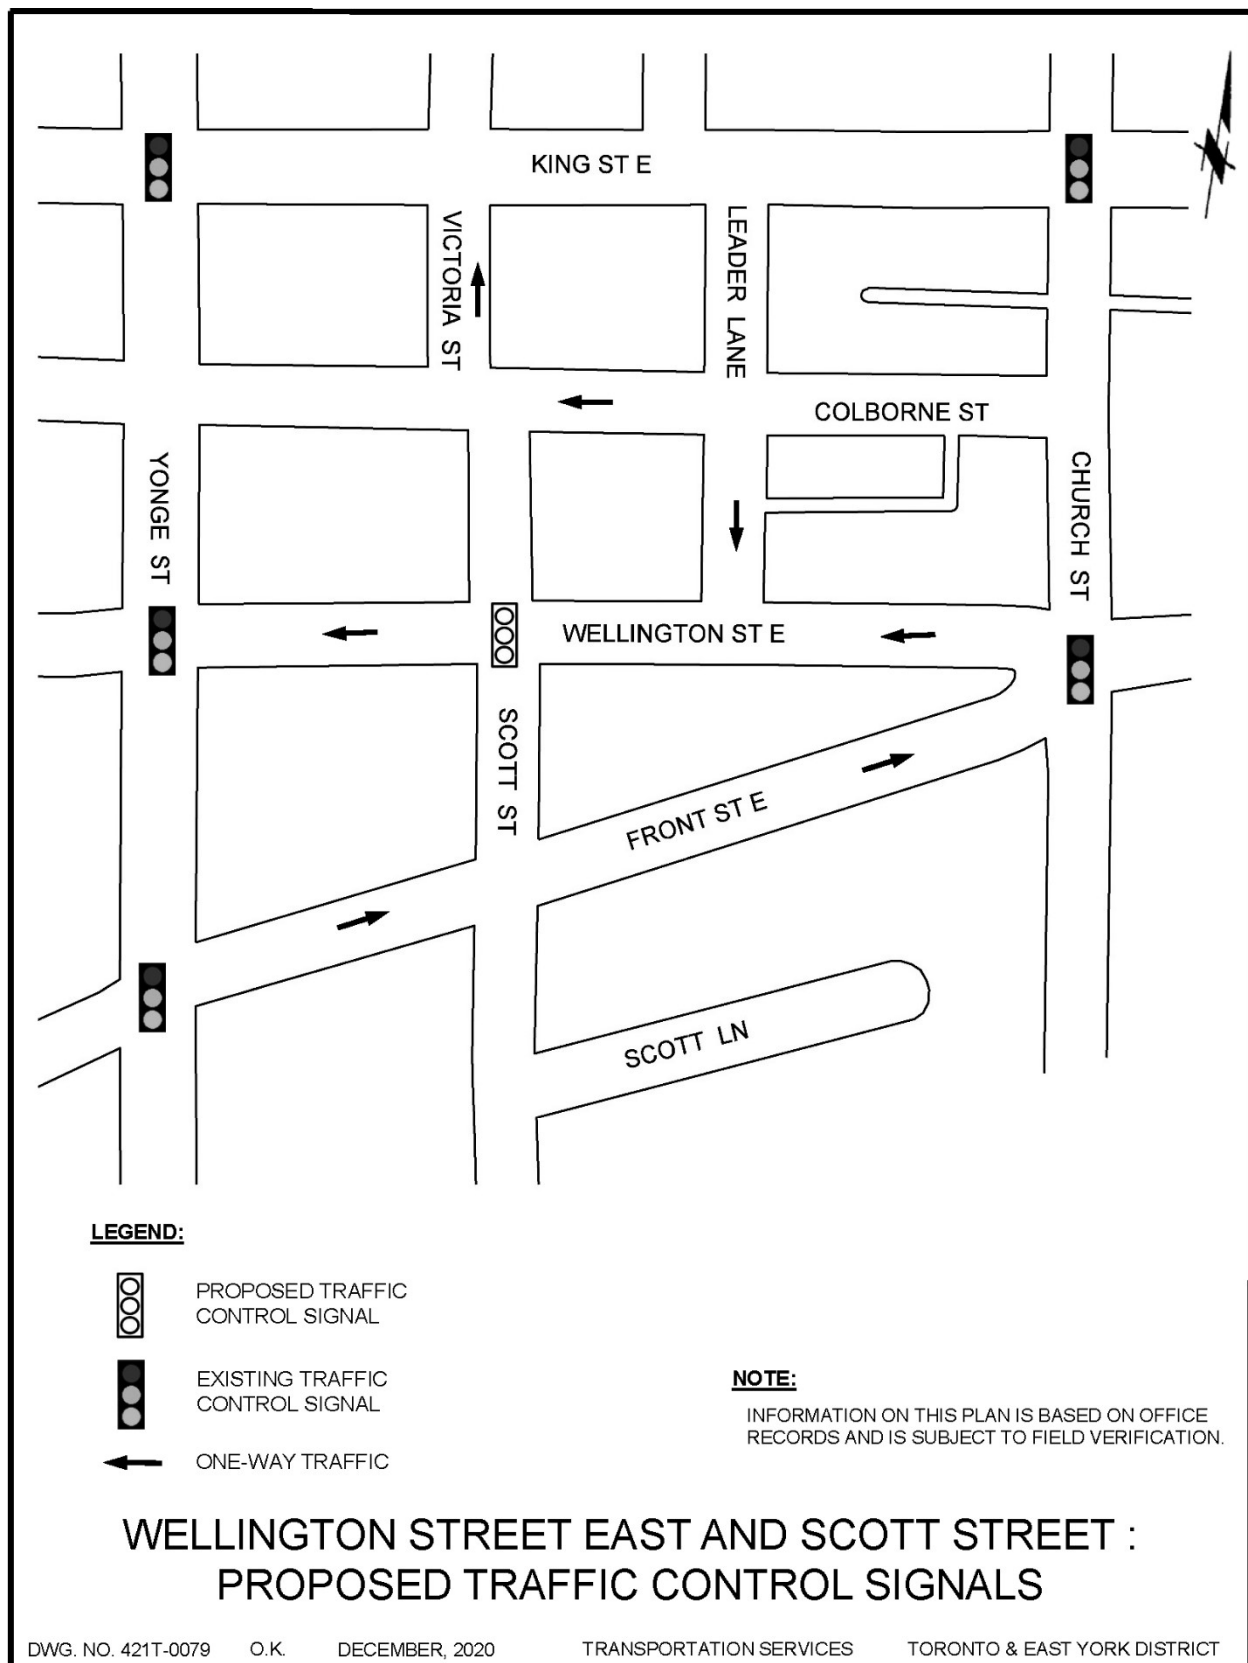 KING ST E
VICTORIA ST
LEADER LANE
COLBORNE ST
YONGE ST
CHURCH ST
WELLINGTON ST E
SCOTT ST
FRONT ST E
SCOTT LN
LEGEND:
PROPOSED TRAFFIC
CONTROL SIGNAL
EXISTING TRAFFIC
CONTROL SIGNAL
ONE-WAY TRAFFIC
NOTE:
INFORMATION ON THIS PLAN IS BASED ON OFFICE
RECORDS AND IS SUBJECT TO FIELD VERIFICATION.
WELLINGTON STREET EAST AND SCOTT STREET :
PROPOSED TRAFFIC CONTROL SIGNALS
DWG. NO. 421T-0079 O.K. DECEMBER, 2020 TRANSPORTATION SERVICES TORONTO & EAST YORK DISTRICT